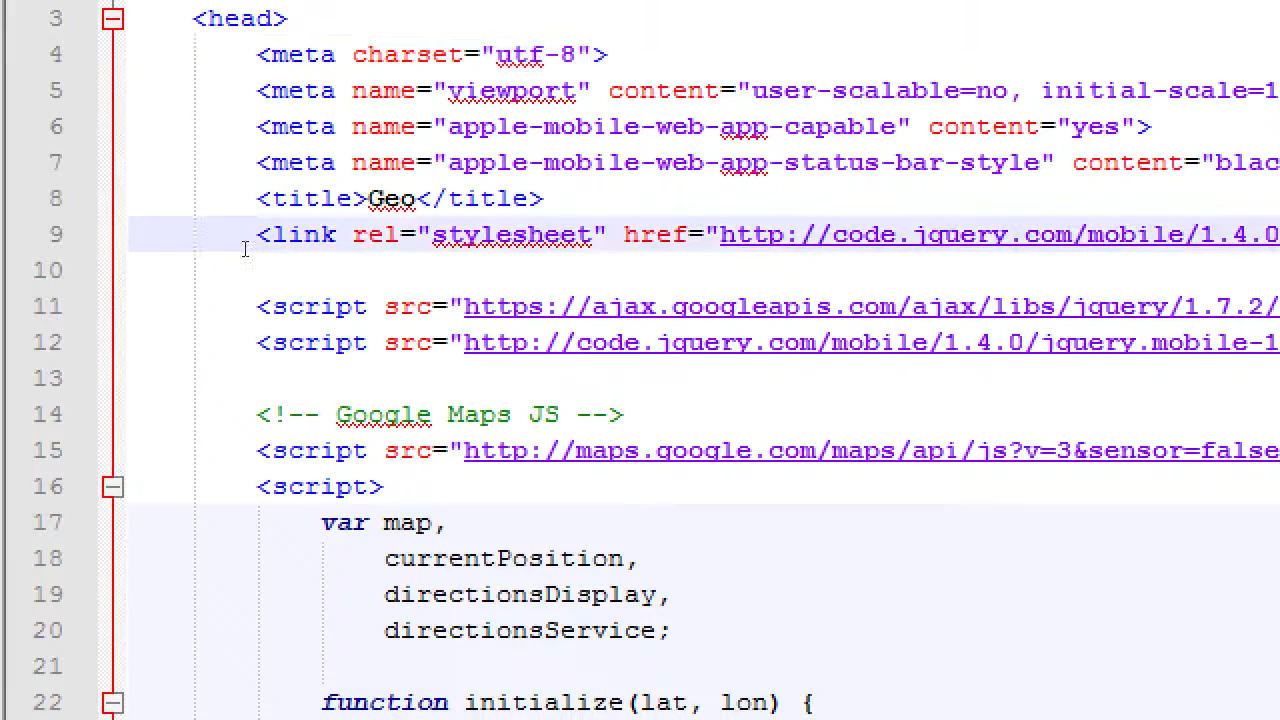 3 <head>
4 <meta charset="utf-8">
5 <meta name="viewport" content="user-scalable=no, initial-scale=1
6 <meta name="apple-mobile-web-app-capable" content="yes">
7 <meta name="apple-mobile-web-app-status-bar-style" content="blac
8 <title>Geo</title>
9 <link rel="stylesheet" href="http://code.jquery.com/mobile/1.4.0
10
11 <script src="https://ajax.googleapis.com/ajax/libs/jquery/1.7.2/
12 <script src="http://code.jquery.com/mobile/1.4.0/jquery.mobile-1
13
14 <!-- Google Maps JS -->
15 <script src="http://maps.google.com/maps/api/js?v=3&sensor=false
16 <script>
17 var map,
18 currentPosition,
19 directionsDisplay,
20 directionsService;
21
22 function initialize(lat, lon) {